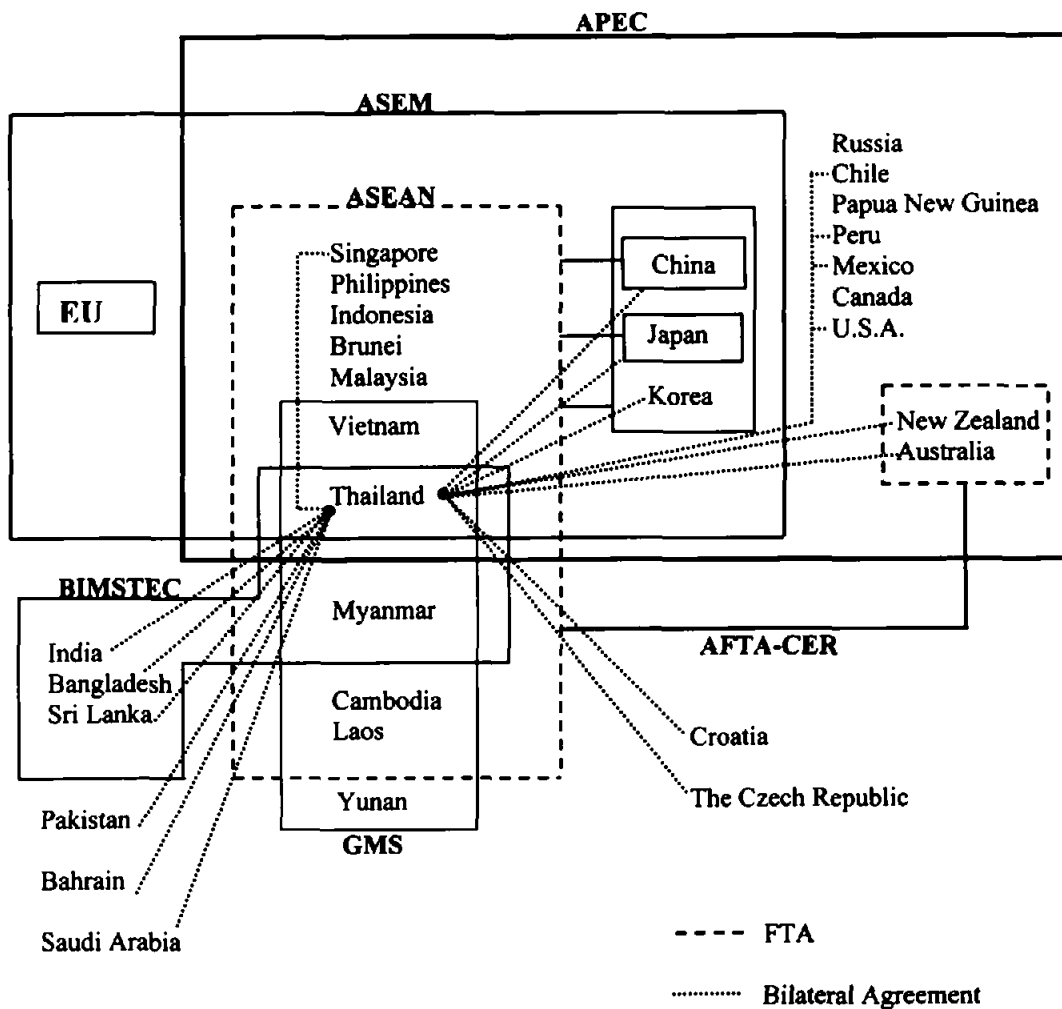 APEC
ASEM
Russia
Chile
Papua New Guinea
Peru
Mexico
Canada
U.S.A.
ASEAN
Singapore
Philippines
Indonesia
Brunei
Malaysia
China
Japan
Korea
EU
Vietnam
New Zealand
Australia
Thailand
BIMSTEC
Myanmar
India
Bangladesh
Sri Lanka
AFTA-CER
Cambodia
Laos
Croatia
The Czech Republic
Yunan
GMS
Pakistan
Bahrain
Saudi Arabia
FTA
Bilateral Agreement